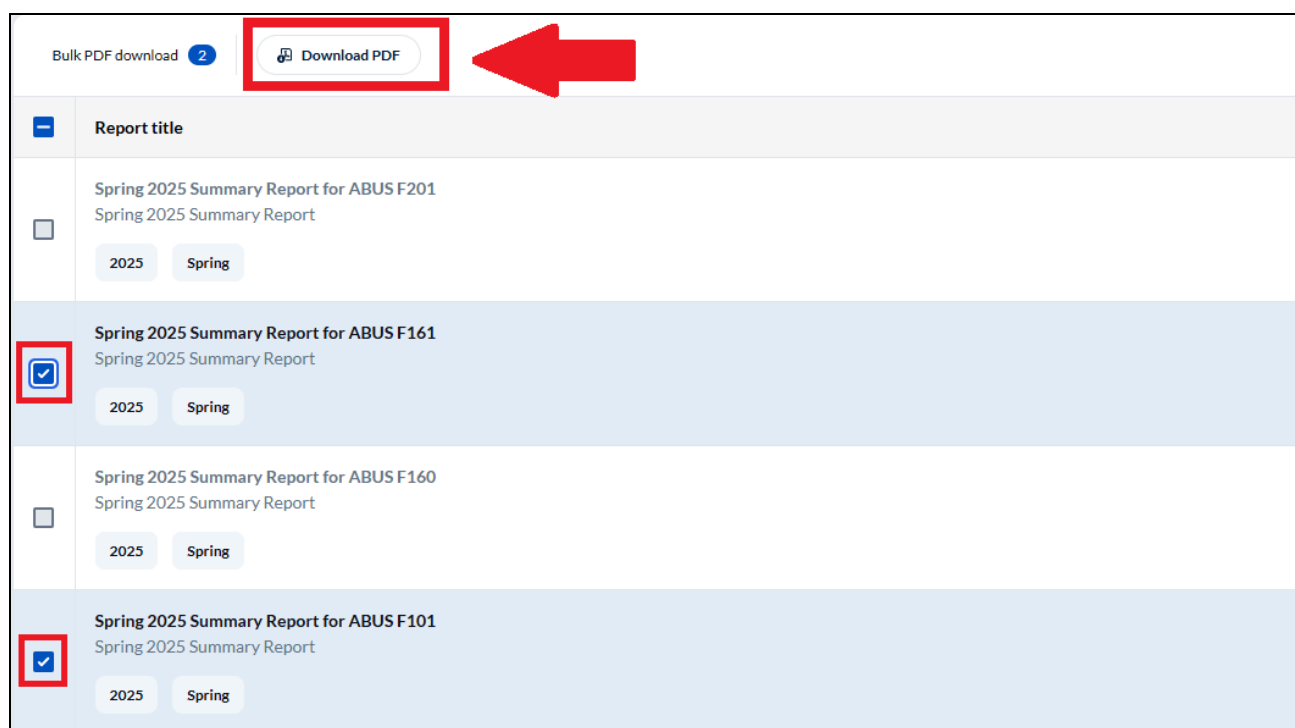 Bulk PDF download 2 Download PDF
Report title
Spring 2025 Summary Report for ABUS F201
Spring 2025 Summary Report
2025 Spring
Spring 2025 Summary Report for ABUS F161
Spring 2025 Summary Report
2025 Spring
Spring 2025 Summary Report for ABUS F160
Spring 2025 Summary Report
2025 Spring
Spring 2025 Summary Report for ABUS F101
Spring 2025 Summary Report
2025 Spring